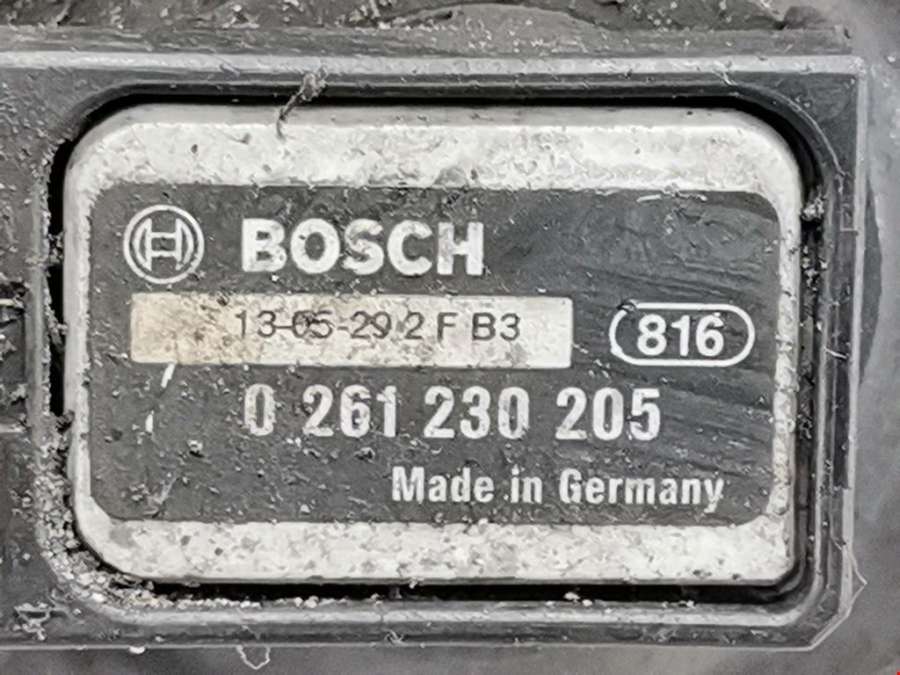 BOSCH
13-05-29 2 F B3
816
0 261 230 205
Made in Germany